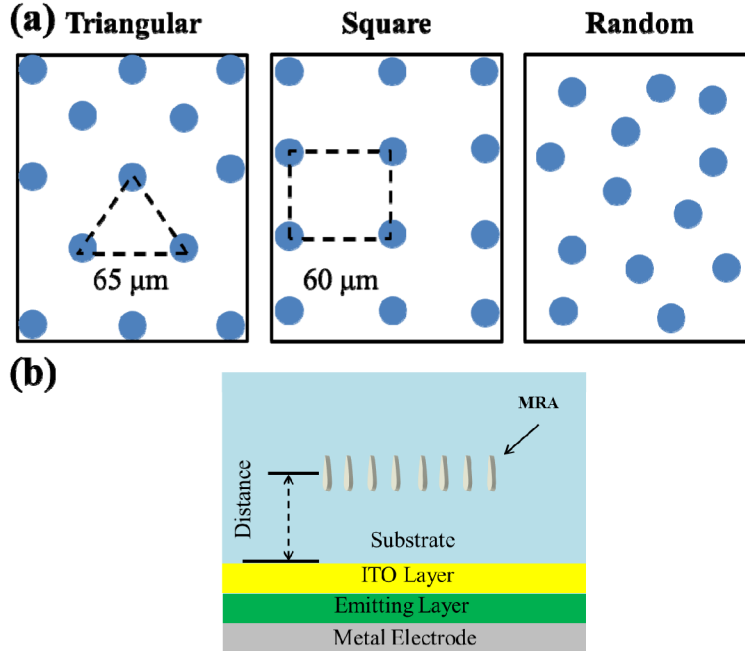 (a) Triangular Square Random
65 μm 60 μm
(b)
MRA
Distance
Substrate
ITO Layer
Emitting Layer
Metal Electrode